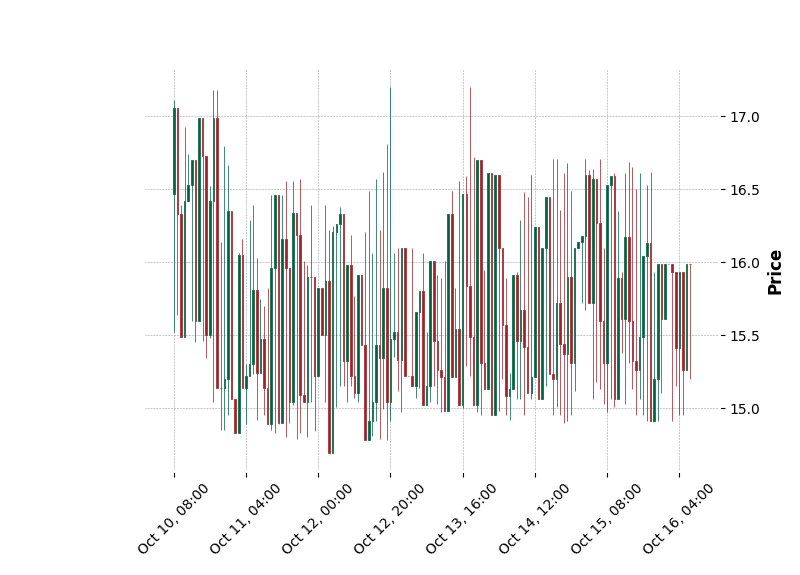 17.0
16.5
16.0
15.5
15.0
Price
Oct 10, 08:00
Oct 11, 04:00
Oct 12, 00:00
Oct 12, 20:00
Oct 13, 16:00
Oct 14, 12:00
Oct 15, 08:00
Oct 16, 04:00